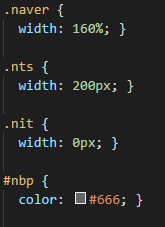 .naver {
width: 160%; }
.nts {
width: 200px; }
.nit {
width: 0px; }
#nbp {
color: #666; }